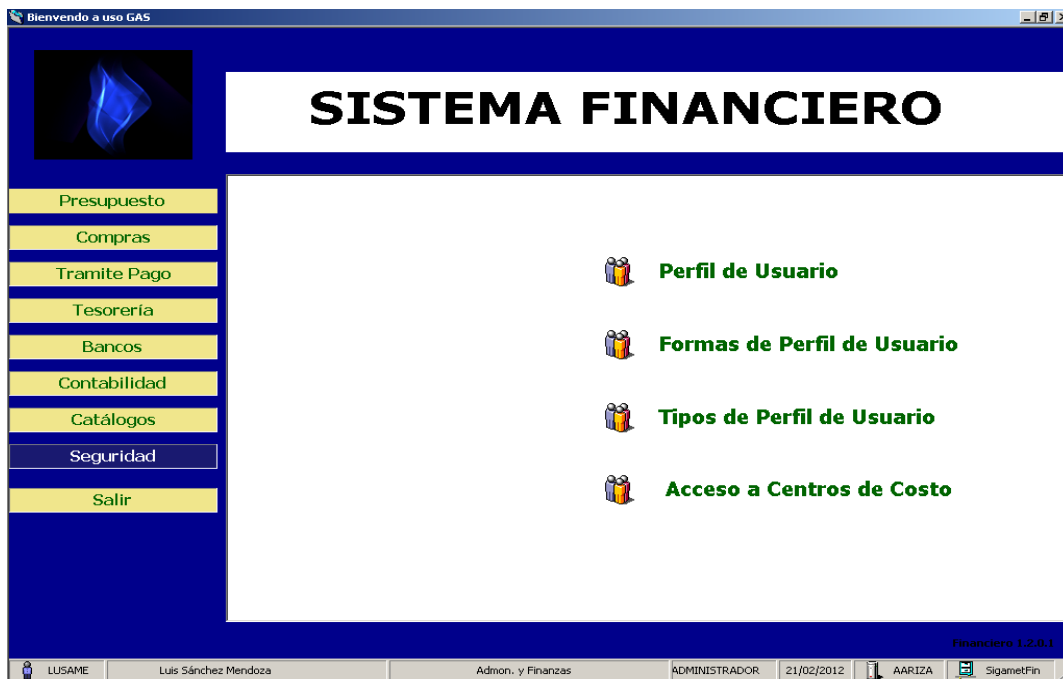 Bienvendo a uso GAS
SISTEMA FINANCIERO
Presupuesto
Compras
Tramite Pago
Tesorería
Bancos
Contabilidad
Catálogos
Seguridad
Salir
Perfil de Usuario
Formas de Perfil de Usuario
Tipos de Perfil de Usuario
Acceso a Centros de Costo
Financiero 1.2.0.1
LUSAME Luis Sánchez Mendoza Admon. y Finanzas ADMINISTRADOR 21/02/2012 AARIZA SigametFin